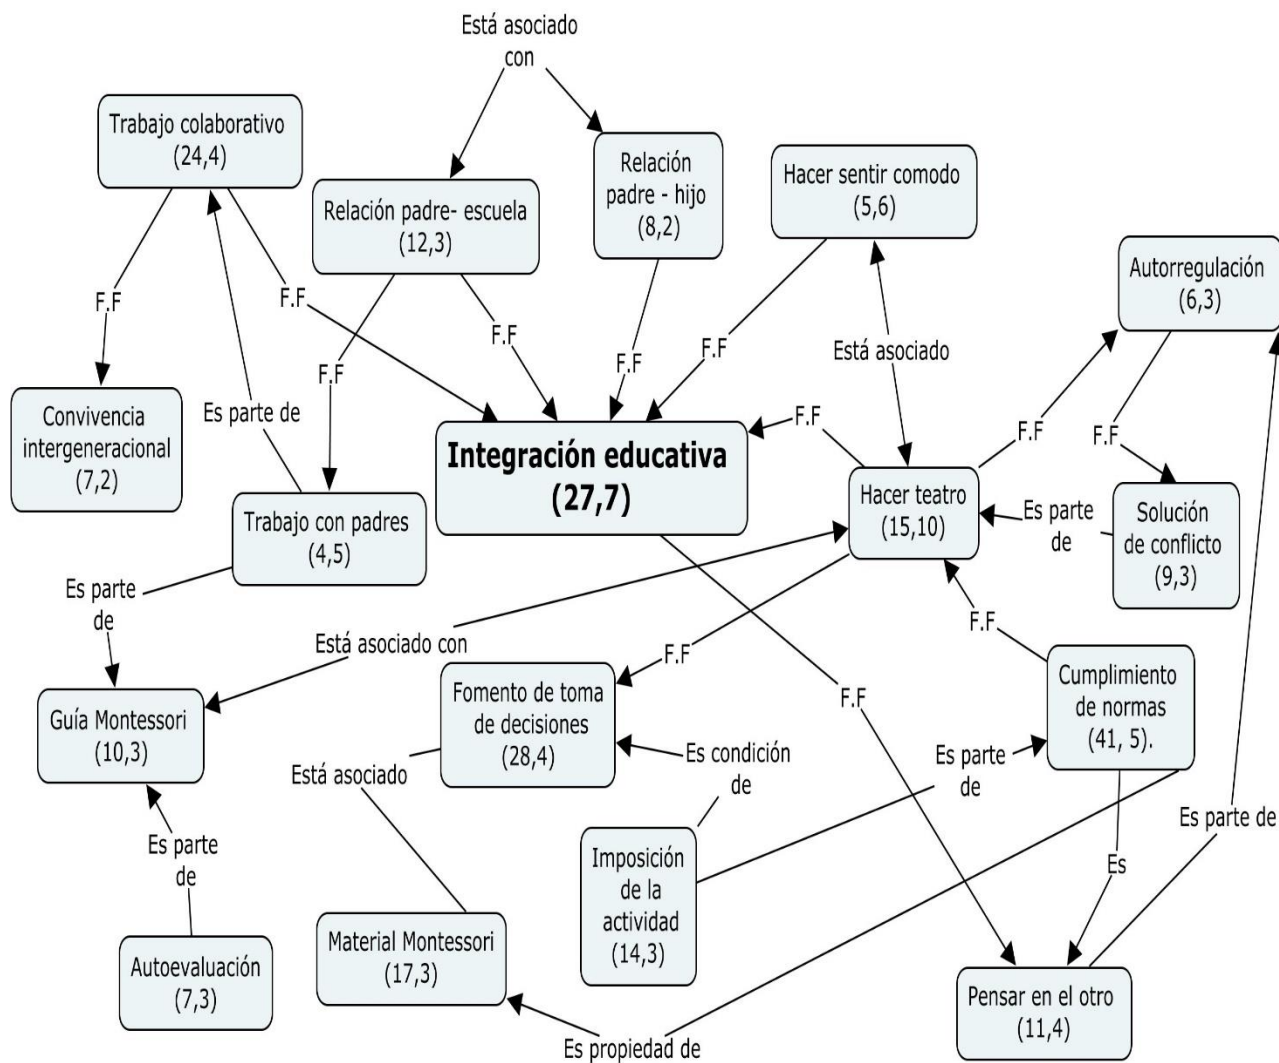 Está asociado
con
Trabajo colaborativo
(24,4)
Relación padre- escuela
(12,3)
Relación
padre - hijo
(8,2)
Hacer sentir comodo
(5,6)
Autorregulación
(6,3)
F.F
F.F
F.F
F.F
F.F
F.F
Está asociado
Convivencia
intergeneracional
(7,2)
Es parte de
Integración educativa
(27,7)
F.F
F.F
F.F
Hacer teatro
(15,10)
Trabajo con padres
(4,5)
Es parte
de
Solución
de conflicto
(9,3)
Es parte
de
Está asociado con
F.F
F.F
F.F
Guía Montessori
(10,3)
Fomento de toma
de decisiones
(28,4)
Cumplimiento
de normas
(41, 5).
Está asociado
Es condición
de
Es parte
de
Es parte de
Es parte
de
Imposición
de la
actividad
(14,3)
Es
Autoevaluación
(7,3)
Material Montessori
(17,3)
Pensar en el otro
(11,4)
Es propiedad de